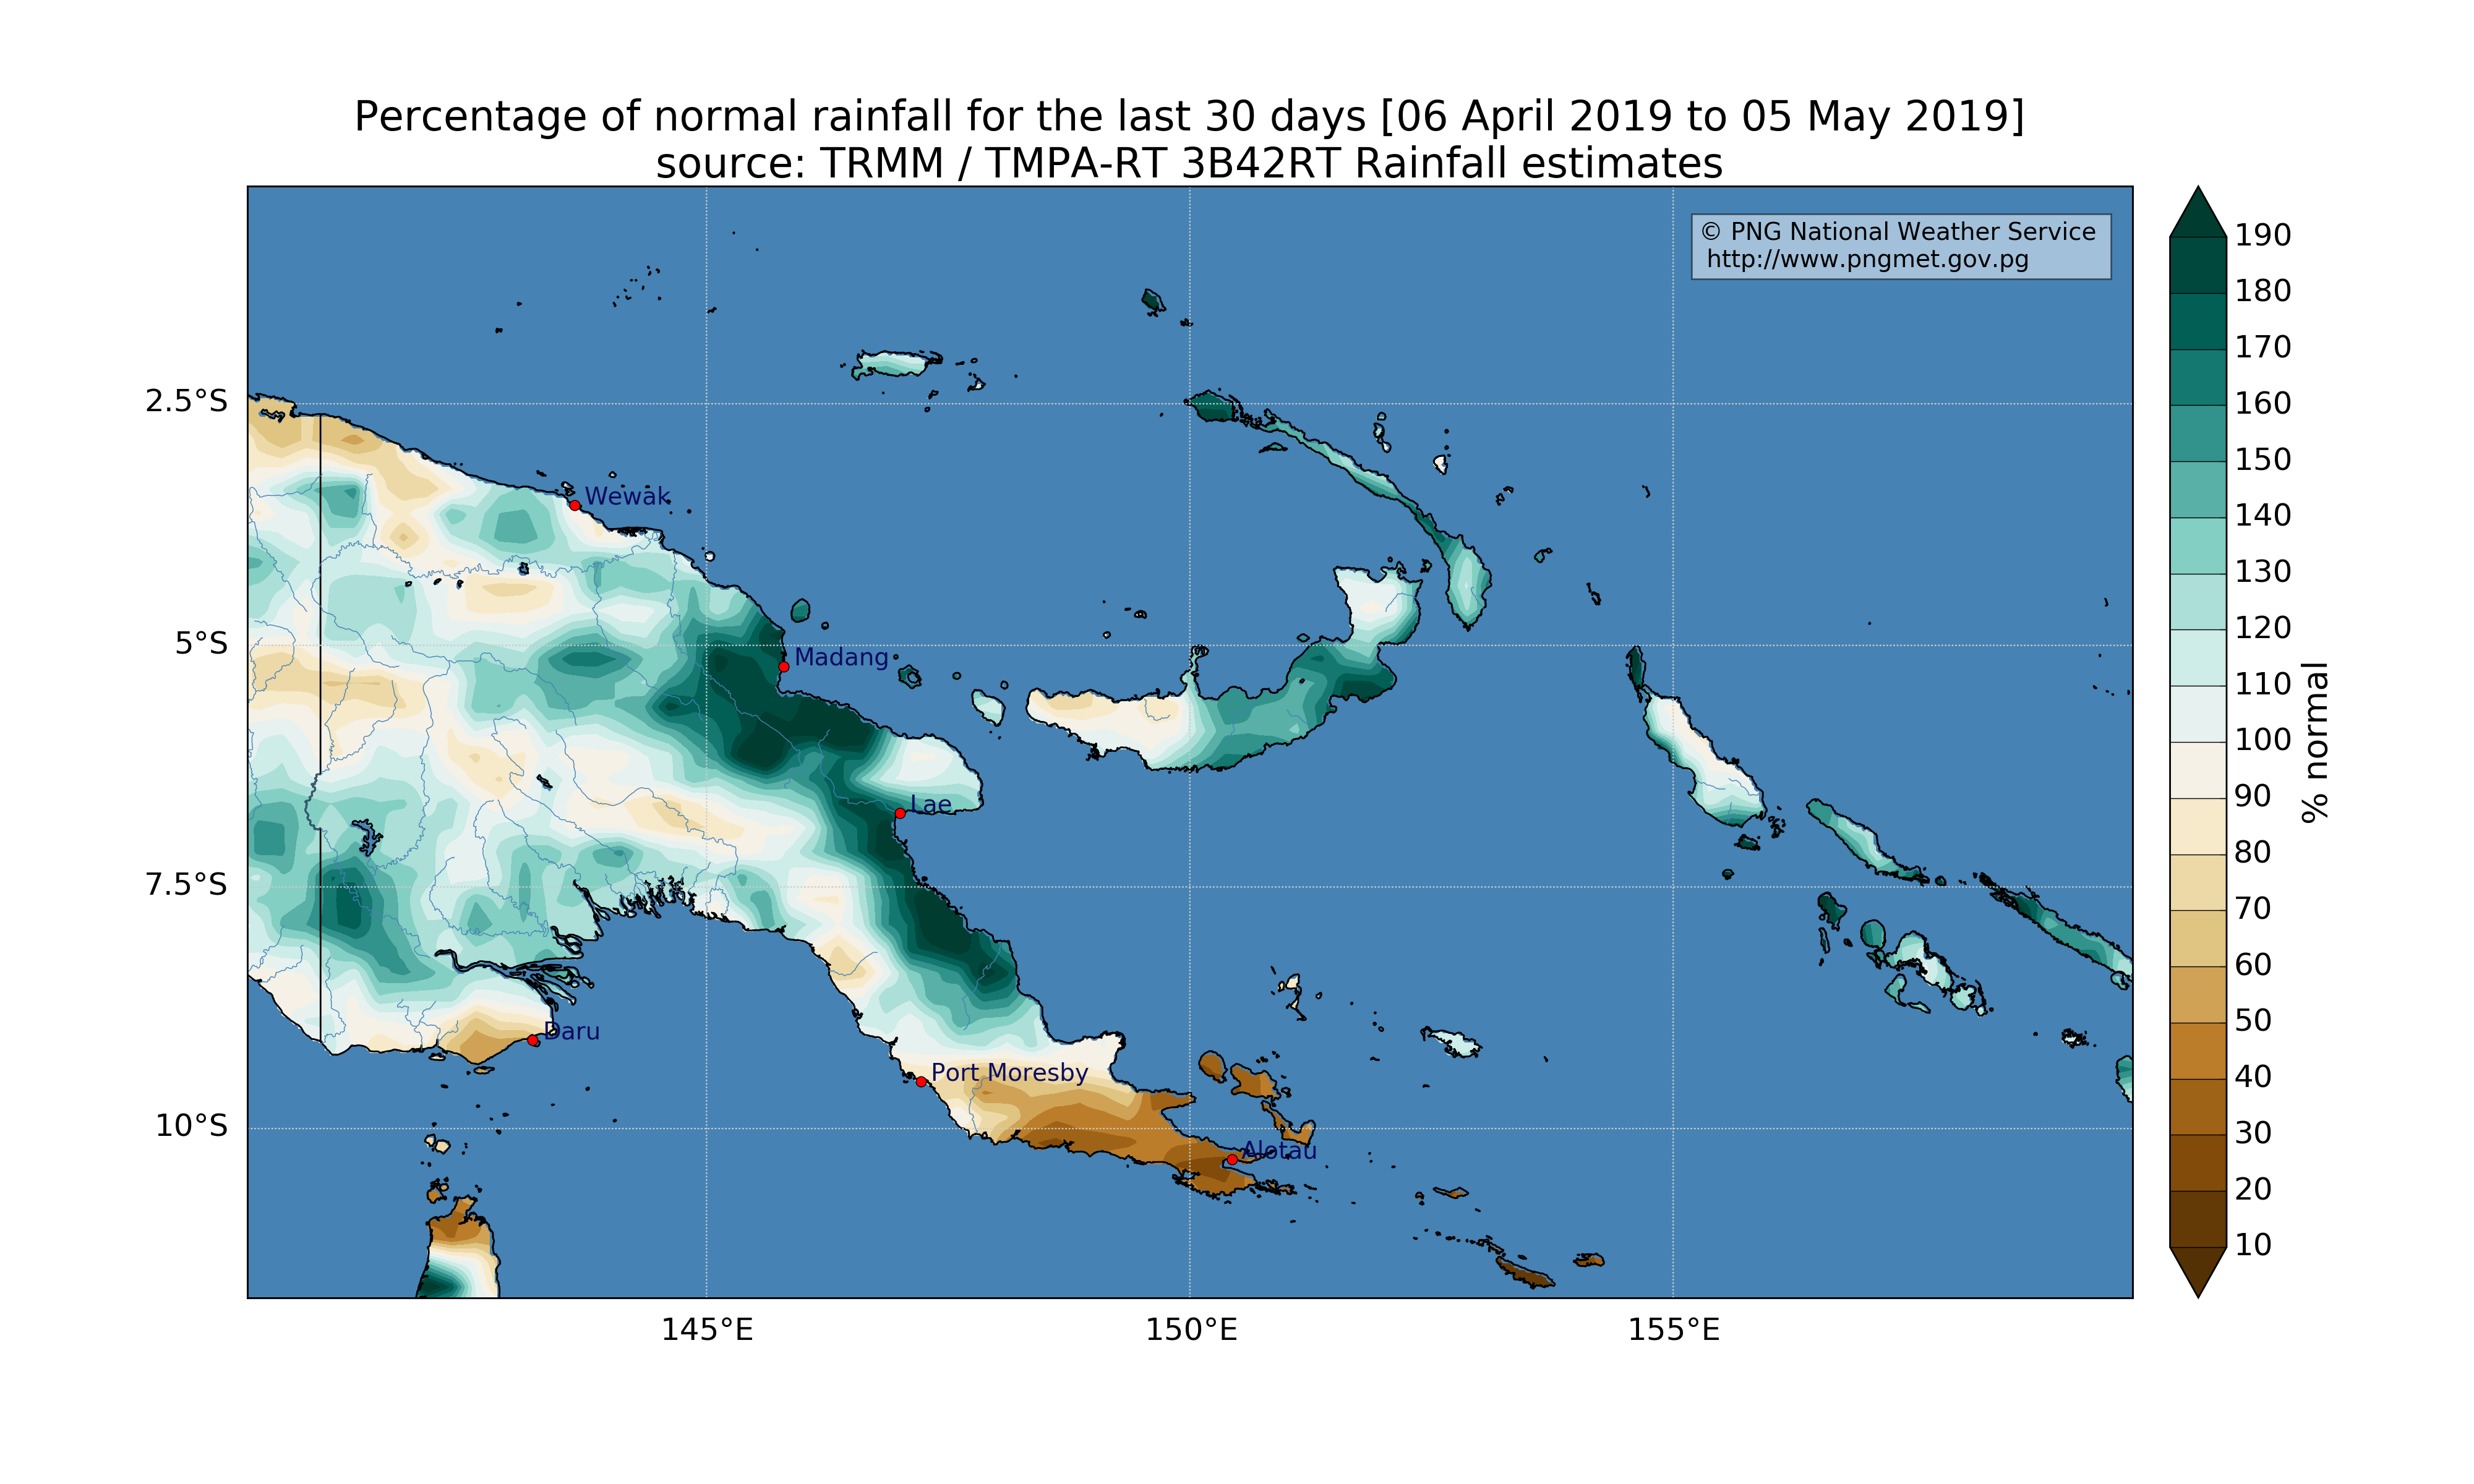 Percentage of normal rainfall for the last 30 days [06 April 2019 to 05 May 2019]
source: TRMM / TMPA-RT 3B42RT Rainfall estimates
© PNG National Weather Service
http://www.pngmet.gov.pg
2.5°S
5°S
7.5°S
10°S
145°E
150°E
155°E
Wewak
Madang
Lae
Daru
Port Moresby
Alotau
190
180
170
160
150
140
130
120
110
100
90
80
70
60
50
40
30
20
10
% normal